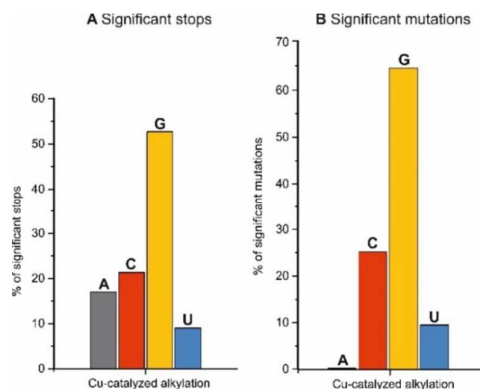 A Significant stops
60
50
40
30
20
10
0
% of significant stops
A
C
G
U
Cu-catalyzed alkylation
B Significant mutations
70
60
50
40
30
20
10
0
% of significant mutations
A
C
G
U
Cu-catalyzed alkylation